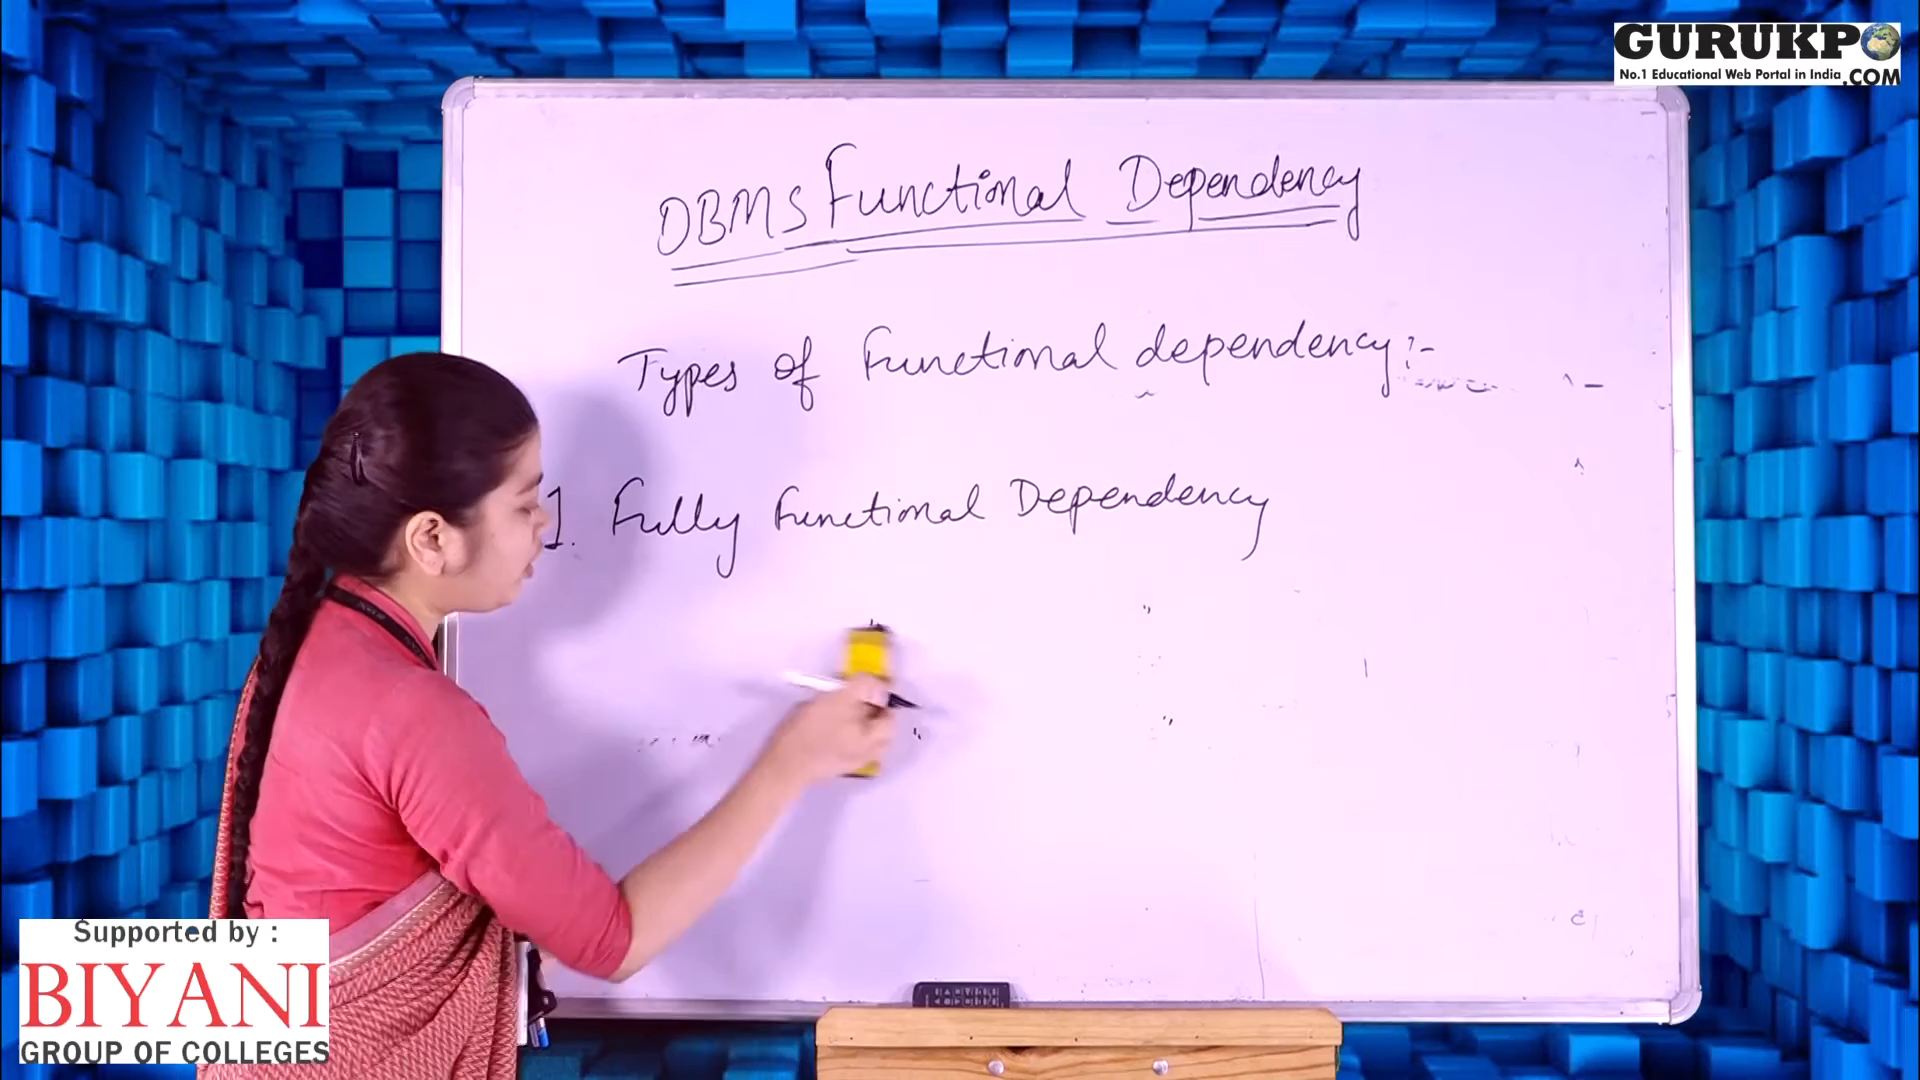 GURUKPO
No.1 Educational Web Portal in India .COM
DBMS Functional Dependency
Types of Functional dependency:-
1. Fully Functional Dependency
Supported by :
BIYANI
GROUP OF COLLEGES